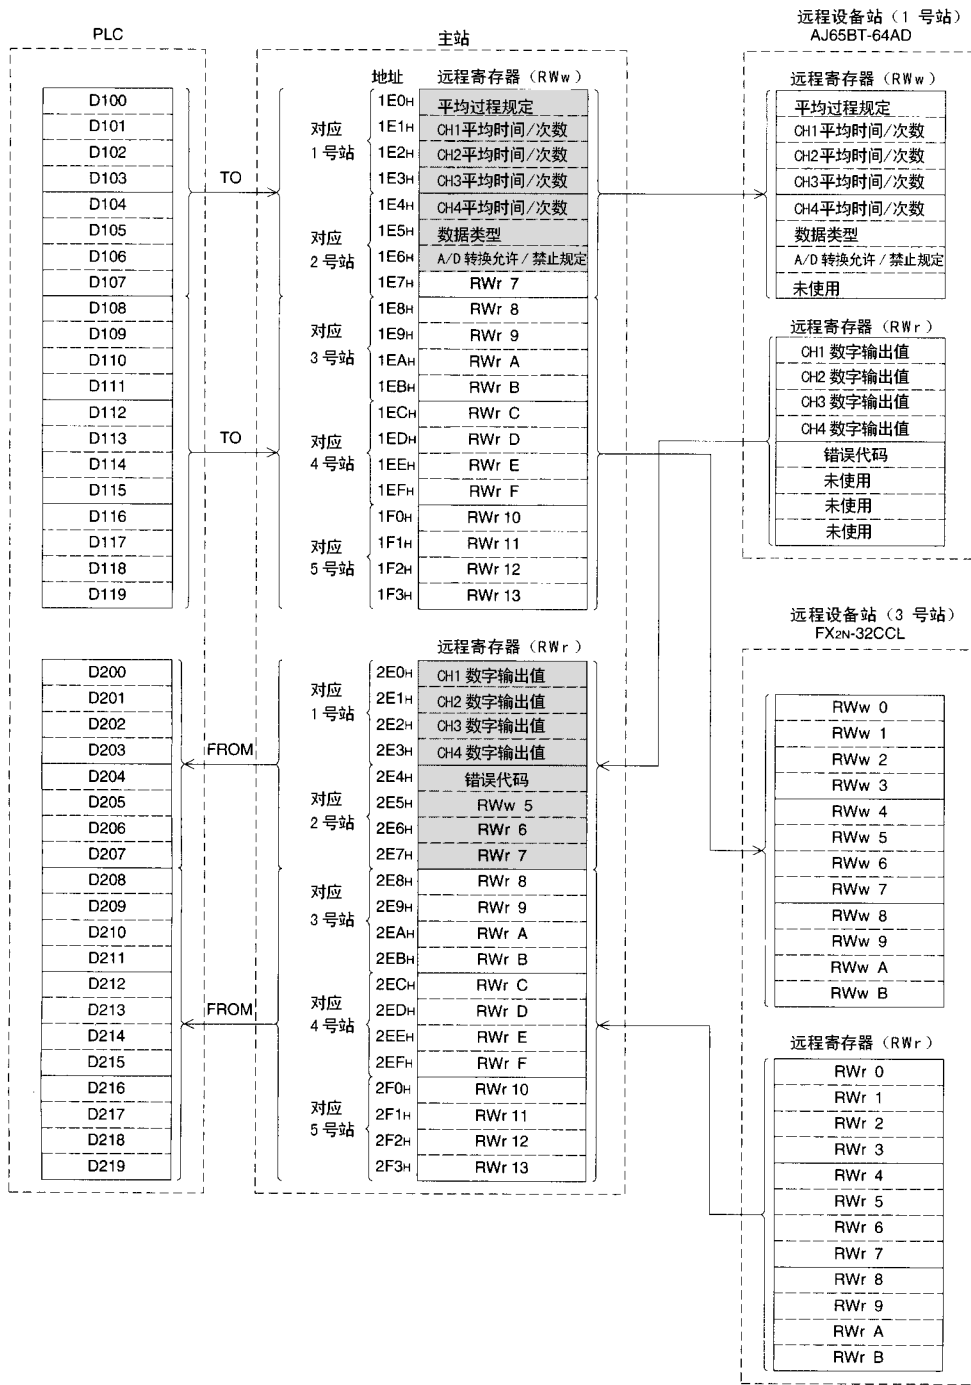 PLC
D100
D101
D102
D103
D104
D105
D106
D107
D108
D109
D110
D111
D112
D113
D114
D115
D116
D117
D118
D119
D200
D201
D202
D203
D204
D205
D206
D207
D208
D209
D210
D211
D212
D213
D214
D215
D216
D217
D218
D219
TO
TO
FROM
FROM
主站
地址 远程寄存器（RWw）
对应
1 号站
对应
2 号站
对应
3 号站
对应
4 号站
对应
5 号站
1E0H 平均过程规定
1E1H CH1平均时间/次数
1E2H CH2平均时间/次数
1E3H CH3平均时间/次数
1E4H CH4平均时间/次数
1E5H 数据类型
1E6H A/D 转换允许/禁止规定
1E7H RWr 7
1E8H RWr 8
1E9H RWr 9
1EAH RWr A
1EBH RWr B
1ECH RWr C
1EDH RWr D
1EEH RWr E
1EFH RWr F
1F0H RWr 10
1F1H RWr 11
1F2H RWr 12
1F3H RWr 13
远程寄存器（RWr）
对应
1 号站
对应
2 号站
对应
3 号站
对应
4 号站
对应
5 号站
2E0H CH1 数字输出值
2E1H CH2 数字输出值
2E2H CH3 数字输出值
2E3H CH4 数字输出值
2E4H 错误代码
2E5H RWw 5
2E6H RWr 6
2E7H RWr 7
2E8H RWr 8
2E9H RWr 9
2EAH RWr A
2EBH RWr B
2ECH RWr C
2EDH RWr D
2EEH RWr E
2EFH RWr F
2F0H RWr 10
2F1H RWr 11
2F2H RWr 12
2F3H RWr 13
远程设备站（1 号站）
AJ65BT-64AD
远程寄存器（RWw）
平均过程规定
CH1平均时间/次数
CH2平均时间/次数
CH3平均时间/次数
CH4平均时间/次数
数据类型
A/D 转换允许/禁止规定
未使用
远程寄存器（RWr）
CH1 数字输出值
CH2 数字输出值
CH3 数字输出值
CH4 数字输出值
错误代码
未使用
未使用
未使用
远程设备站（3 号站）
FX2N-32CCL
RWw 0
RWw 1
RWw 2
RWw 3
RWw 4
RWw 5
RWw 6
RWw 7
RWw 8
RWw 9
RWw A
RWw B
远程寄存器（RWr）
RWr 0
RWr 1
RWr 2
RWr 3
RWr 4
RWr 5
RWr 6
RWr 7
RWr 8
RWr 9
RWr A
RWr B